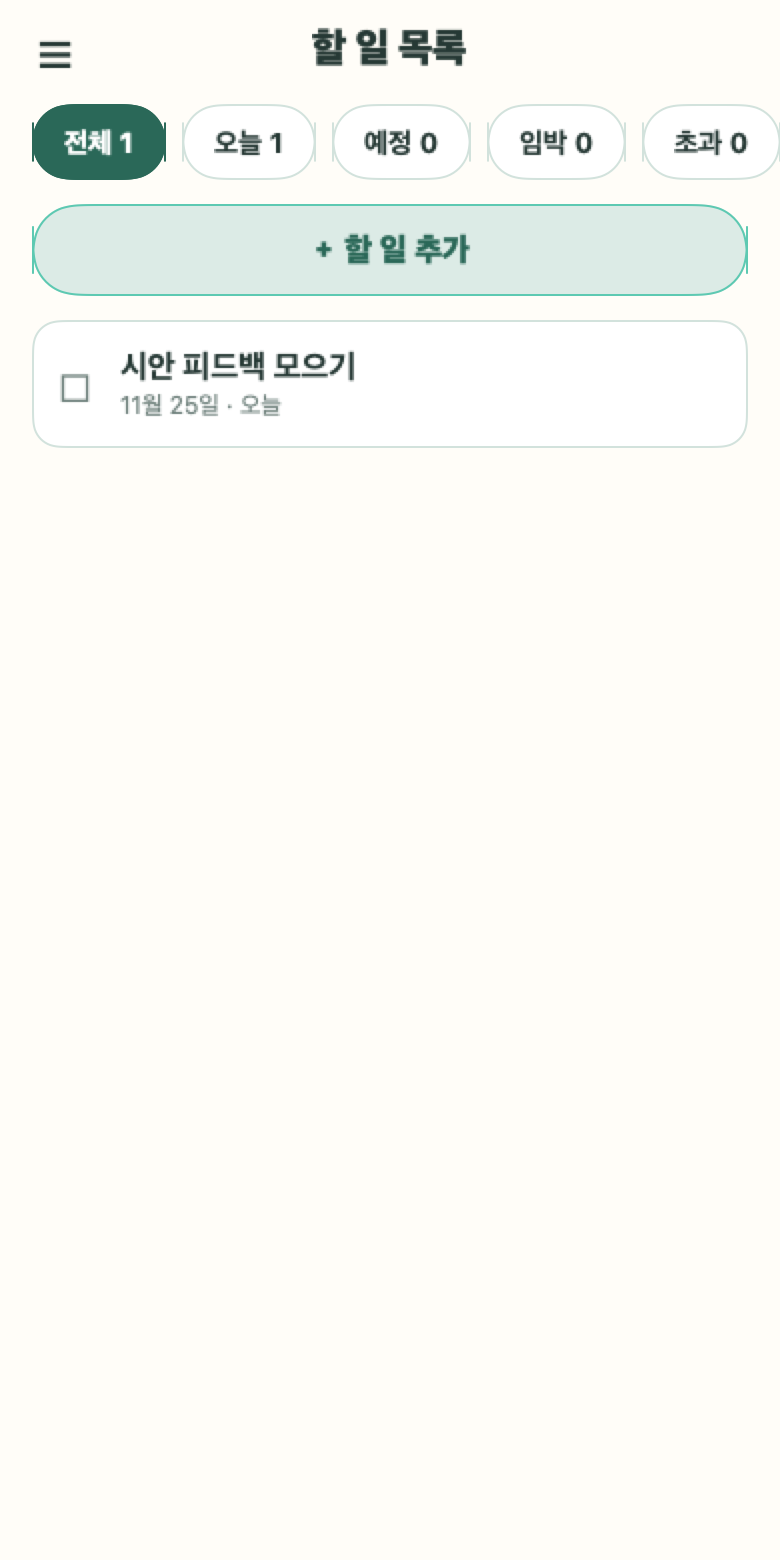 할 일 목록
전체 1
오늘 1
예정 0
임박 0
초과 0
+ 할 일 추가
시안 피드백 모으기
11월 25일 · 오늘